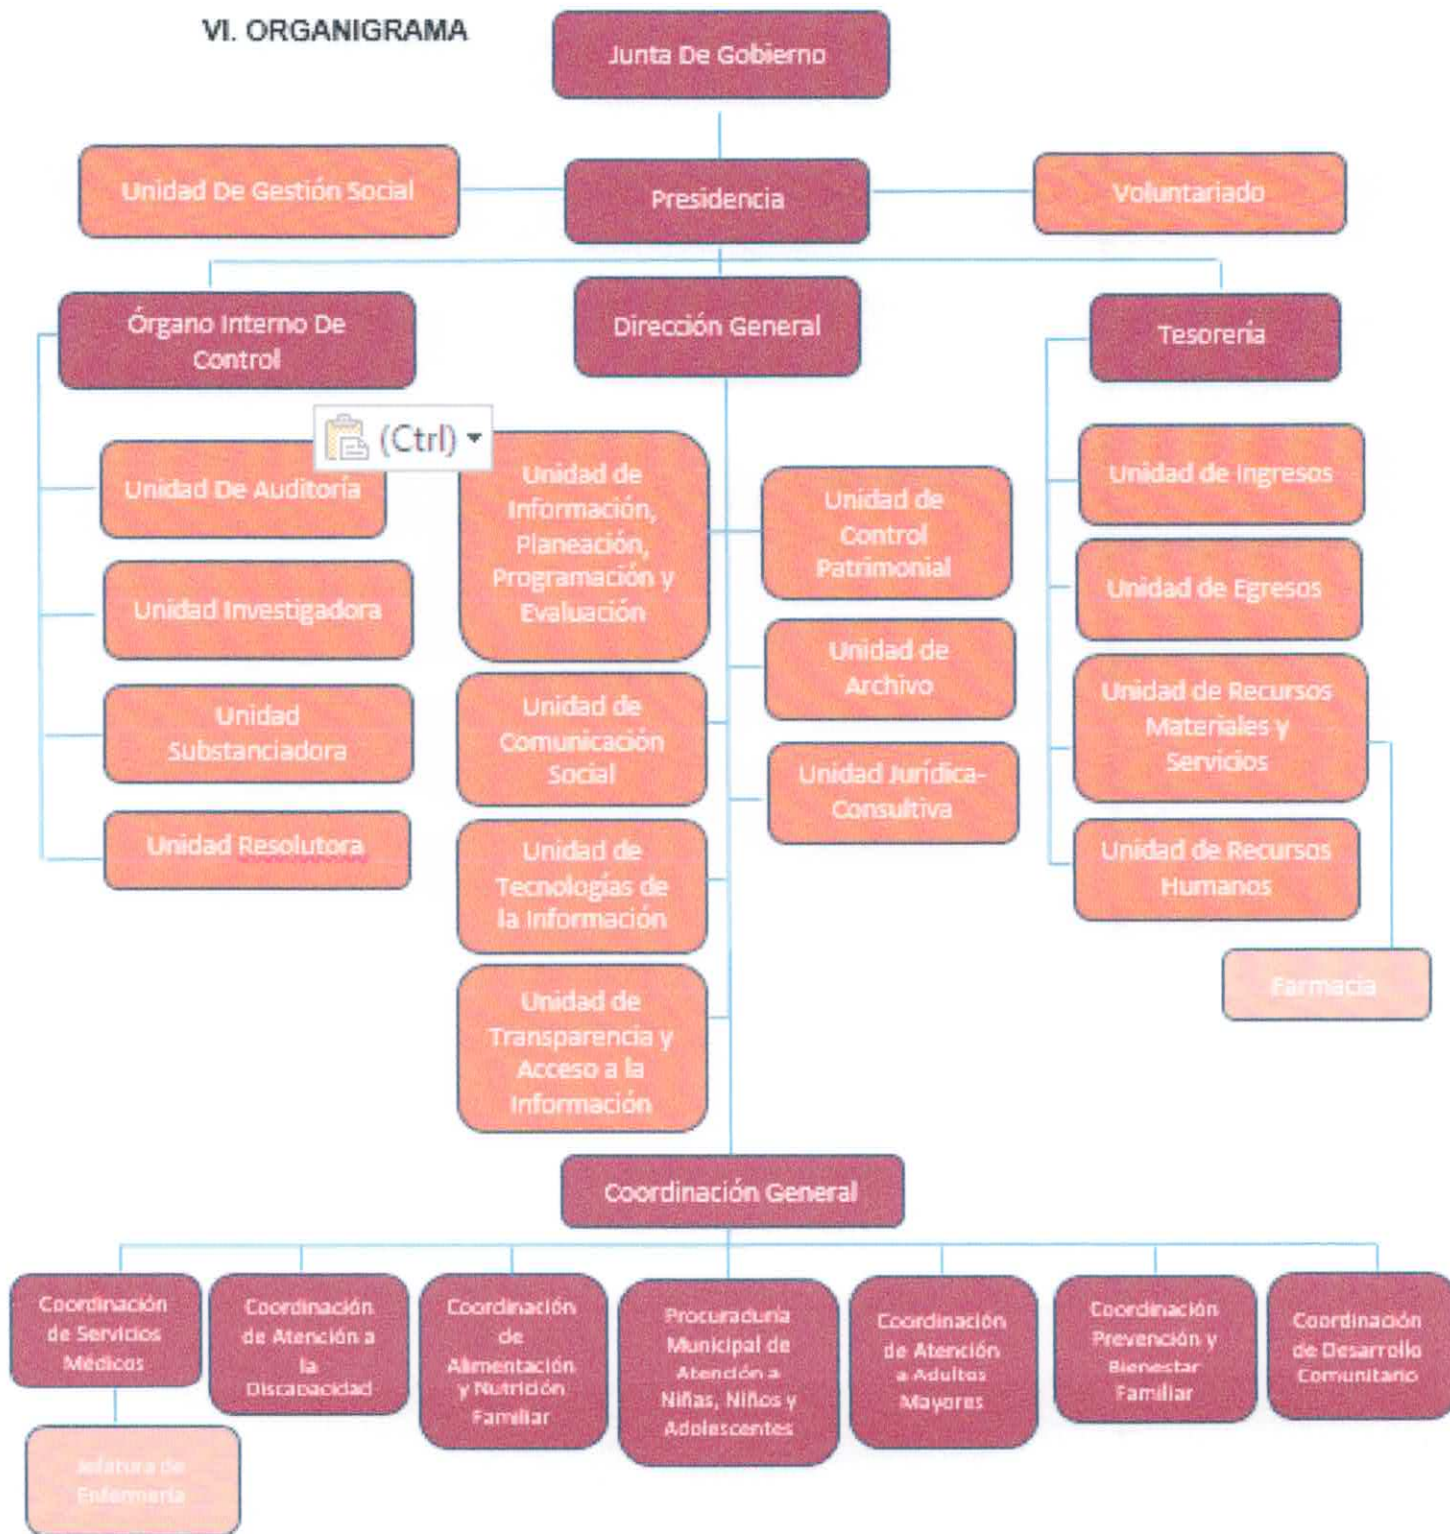 VI. ORGANIGRAMA
Junta De Gobierno
Unidad De Gestión Social
Presidencia
Voluntariado
Órgano Interno De
Control
Dirección General
Tesorería
(Ctrl)
Unidad De Auditoría
Unidad Investigadora
Unidad
Substanciadora
Unidad Resolutora
Unidad de
Información,
Planeación,
Programación y
Evaluación
Unidad de
Comunicación
Social
Unidad de
Tecnologías de
la Información
Unidad de
Transparencia y
Acceso a la
Información
Unidad de
Control
Patrimonial
Unidad de
Archivo
Unidad Jurídica-
Consultiva
Unidad de Ingresos
Unidad de Egresos
Unidad de Recursos
Materiales y
Servicios
Unidad de Recursos
Humanos
Farmacia
Coordinación General
Coordinación
de Servicios
Médicos
Coordinación
de Atención a
la
Discapacidad
Coordinación
de
Alimentación
y Nutrición
Familiar
Procuraduría
Municipal de
Atención a
Niñas, Niños y
Adolescentes
Coordinación
de Atención
a Adultos
Mayores
Coordinación
Prevención y
Bienestar
Familiar
Coordinación
de Desarrollo
Comunitario
Jefatura de
Enfermería